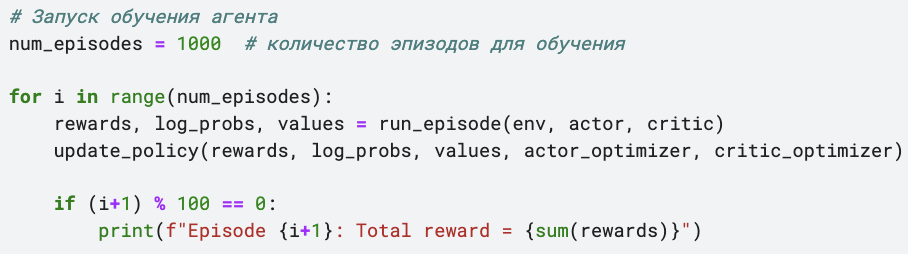 # Запуск обучения агента
num_episodes = 1000  # количество эпизодов для обучения

for i in range(num_episodes):
    rewards, log_probs, values = run_episode(env, actor, critic)
    update_policy(rewards, log_probs, values, actor_optimizer, critic_optimizer)

    if (i+1) % 100 == 0:
        print(f"Episode {i+1}: Total reward = {sum(rewards)}")